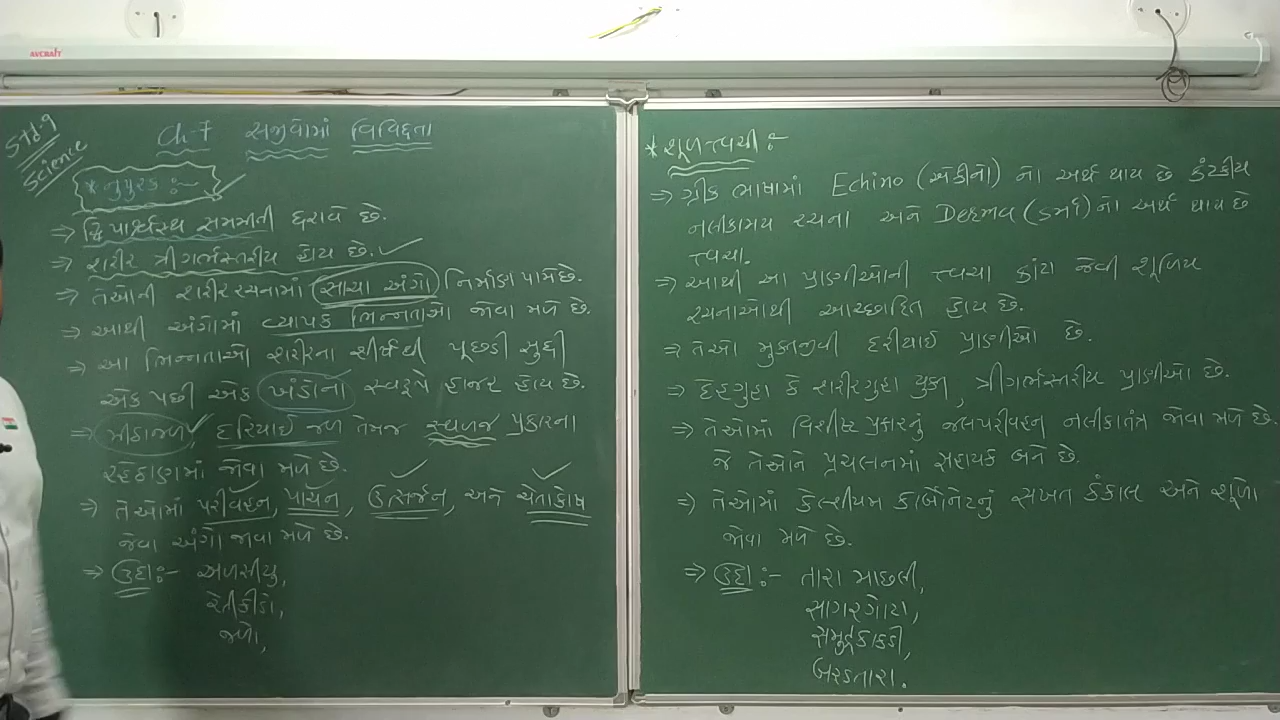 AVCRAFT
Std.9
Science
Ch-7 સજીવોમાં વિવિધતા
* નુપુરક :-
⇒ દ્વિપાર્શ્વસ્થ સમમિતી ધરાવે છે.
⇒ શરીર ત્રીગર્ભસ્તરીય હોય છે.
⇒ તેઓની શરીર રચનામાં સાચા અંગો નિર્માણ પામે છે.
⇒ આથી અંગોમાં વ્યાપક ભિન્નતાઓ જોવા મળે છે.
⇒ આ ભિન્નતાઓ શરીરના શીર્ષથી પૂંછડી સુધી
એક પછી એક ખંડોના સ્વરૂપે હાજર હોય છે.
⇒ મીઠાજળ, દરિયાઈ જળ તેમજ સ્થળજ પ્રકારના
રહેઠાણમાં જોવા મળે છે.
⇒ તેઓમાં પરીવહન, પાચન, ઉત્સર્જન, અને ચેતાકોષ
જેવા અંગો જોવા મળે છે.
⇒ ઉદા :- અળસીયુ,
રેતીકીડો,
જળો,
* શૂળ ત્વચી :-
⇒ ગ્રીક ભાષામાં Echino (એકીનો) નો અર્થ થાય છે કંટકીય
નલીકામય રચના અને Derma (ડર્મા) નો અર્થ થાય છે
ત્વચા.
⇒ આથી આ પ્રાણીઓની ત્વચા કાંટા જેવી શૂળિય
રચનાઓથી આચ્છાદિત હોય છે.
⇒ તેઓ મુક્તજીવી દરીયાઈ પ્રાણીઓ છે.
⇒ દેહગુહા કે શરીરગુહા યુક્ત, ત્રીગર્ભસ્તરીય પ્રાણીઓ છે.
⇒ તેઓમાં વિશીષ્ટ પ્રકારનું જલપરીવહન નલીકાતંત્ર જોવા મળે છે.
જે તેઓને પ્રચલનમાં સહાયક બને છે.
⇒ તેઓમાં કેલ્શીયમ કાર્બોનેટનું સખત કંકાલ અને શૂળો
જોવા મળે છે.
⇒ ઉદા :- તારા માછલી,
સાગરગોટા,
સમુદ્રકાકડી,
બરડતારા.